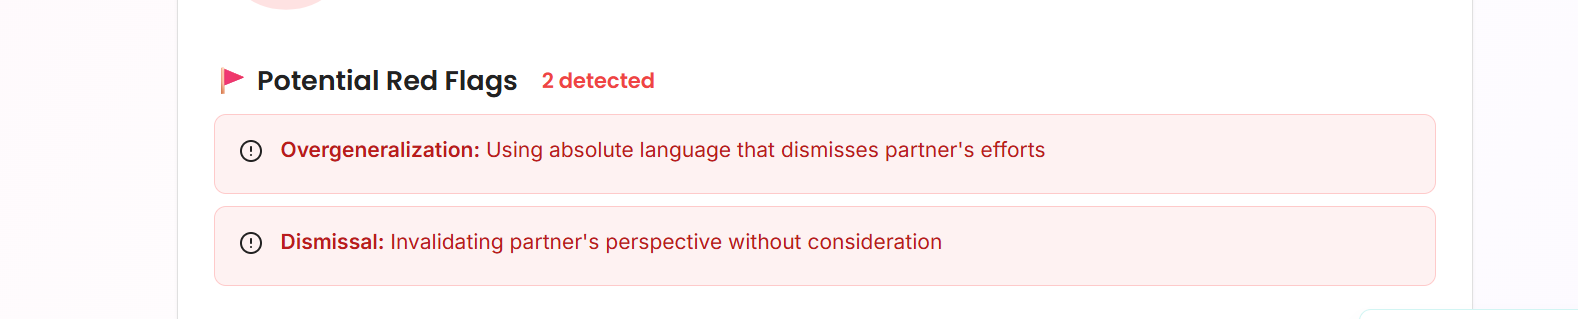 Potential Red Flags 2 detected
Overgeneralization: Using absolute language that dismisses partner's efforts
Dismissal: Invalidating partner's perspective without consideration